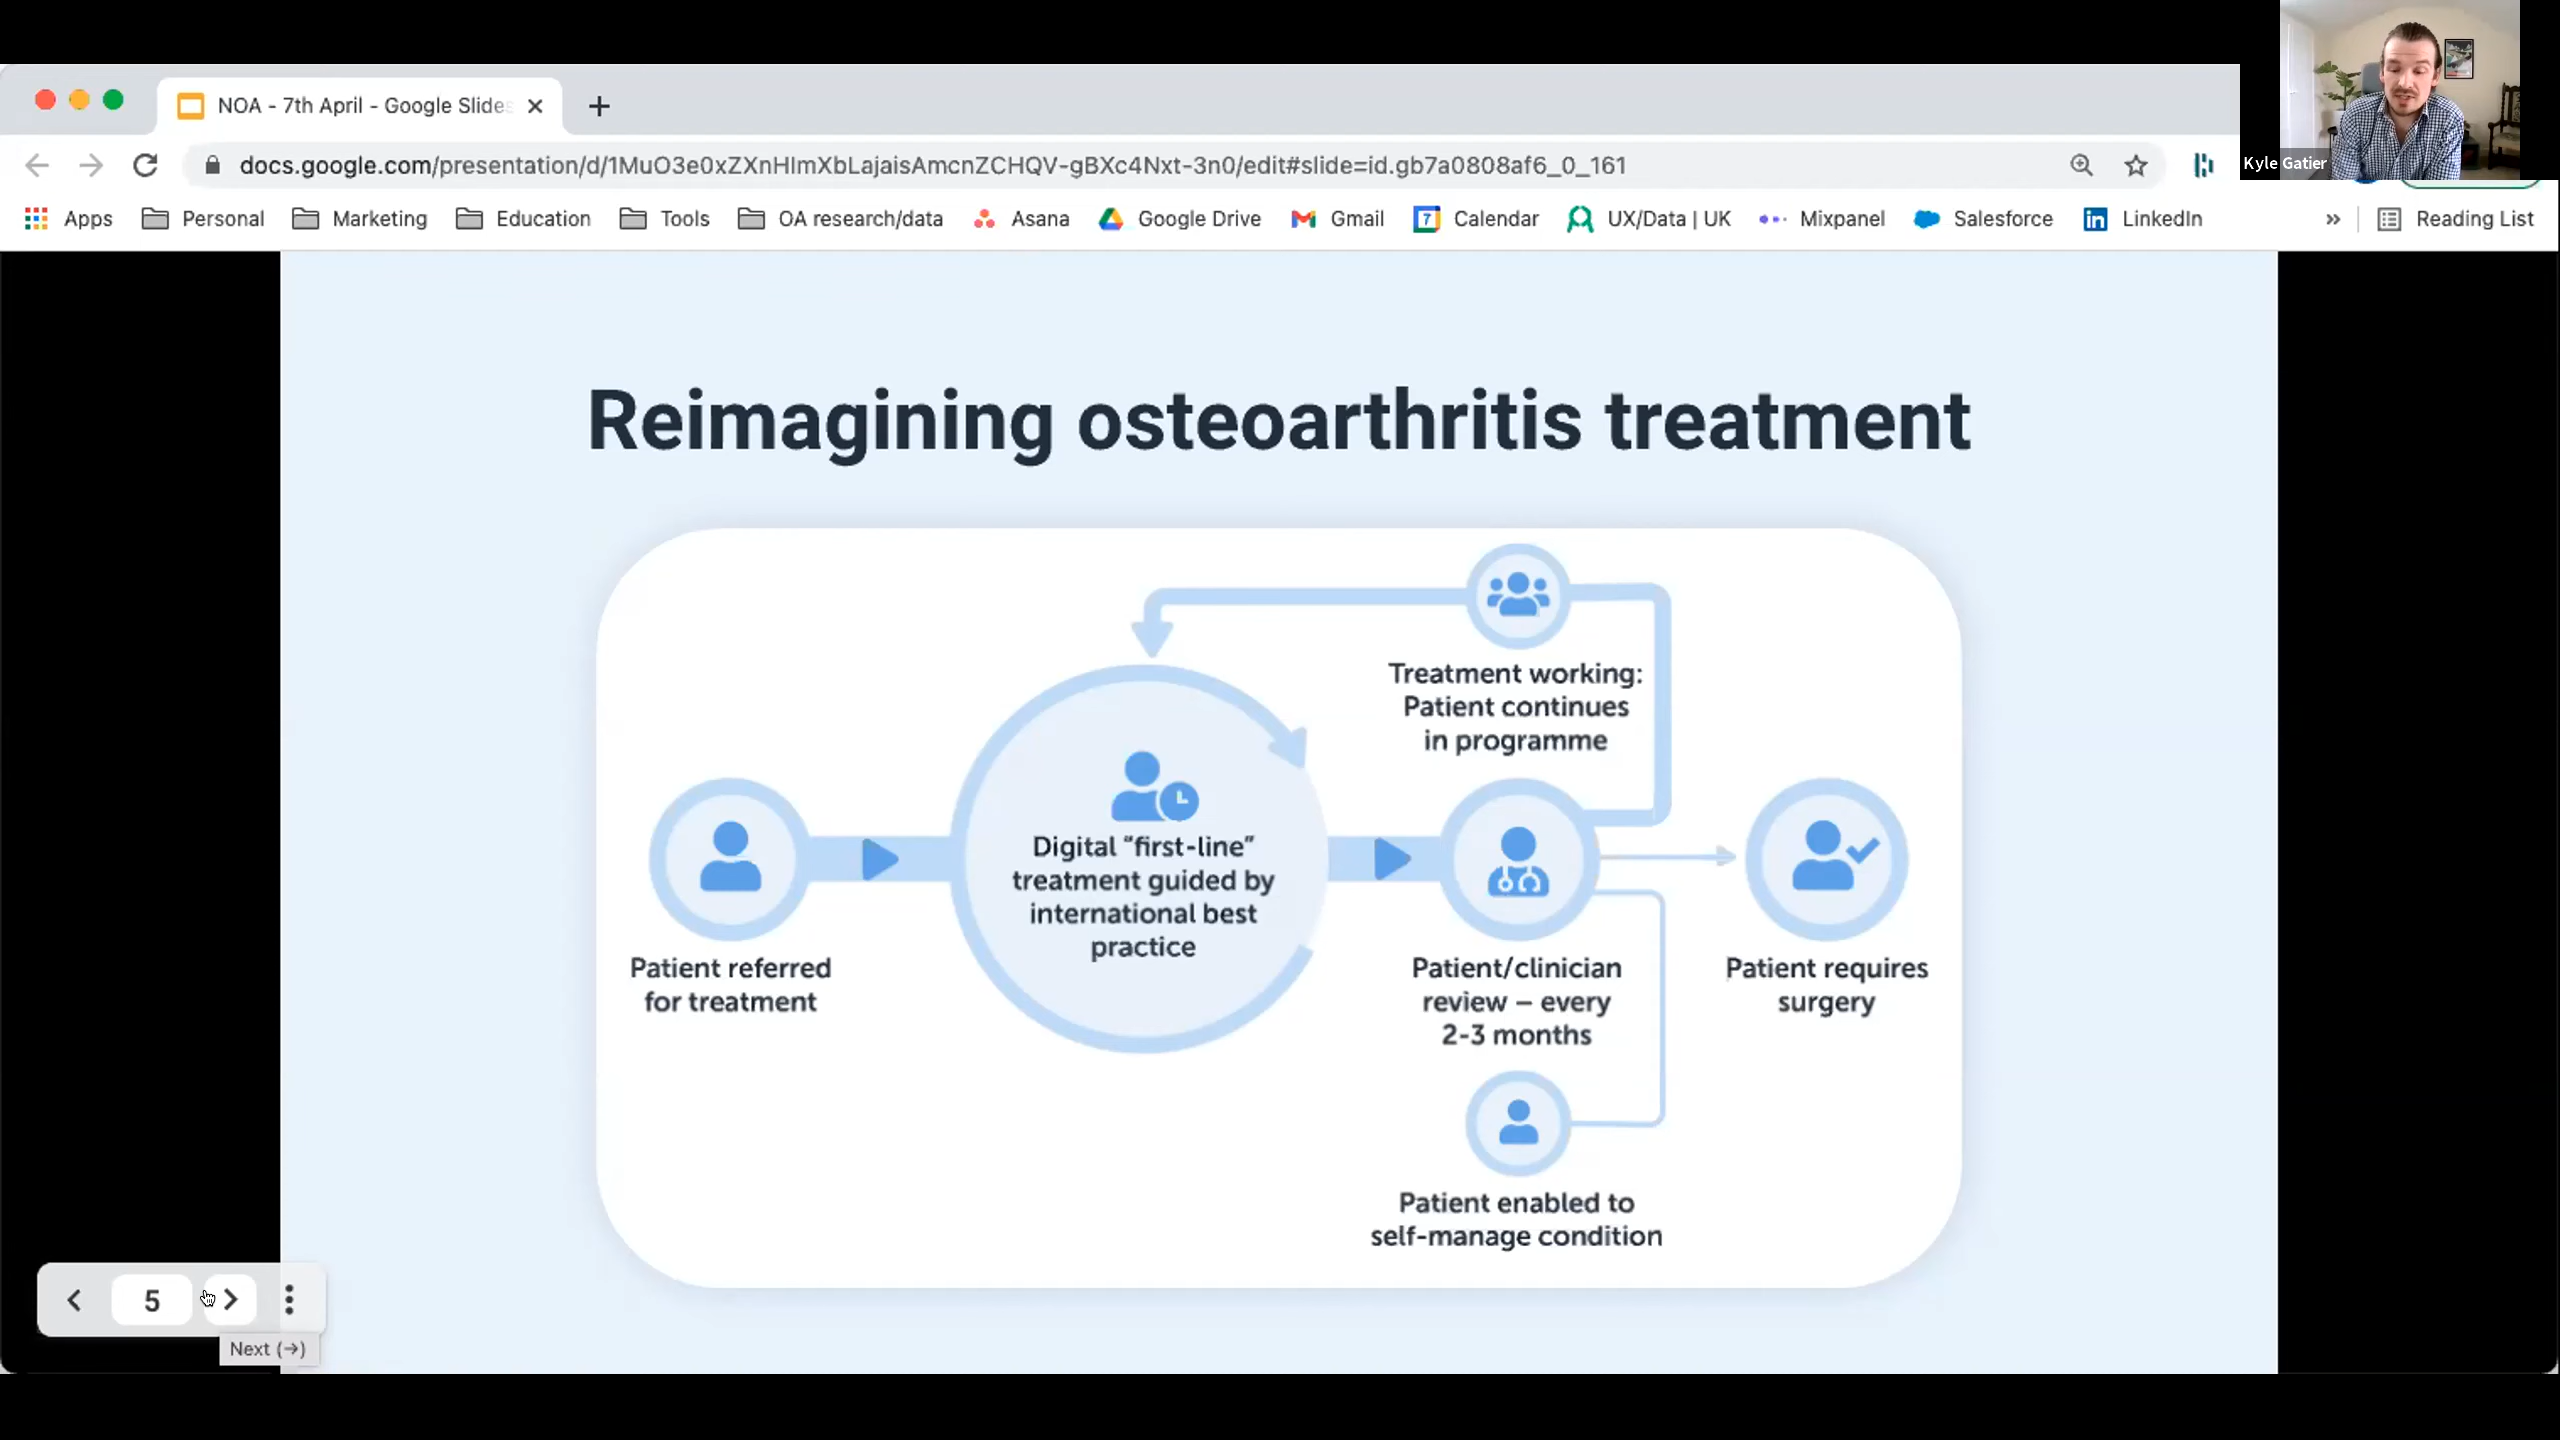 NOA - 7th April - Google Slides
docs.google.com/presentation/d/1MuO3e0xZXnHImXbLajaisAmcnZCHQV-gBXc4Nxt-3n0/edit#slide=id.gb7a0808af6_0_161
Kyle Gatier
Apps Personal Marketing Education Tools OA research/data Asana Google Drive Gmail 7 Calendar UX/Data | UK Mixpanel Salesforce in LinkedIn » Reading List
Reimagining osteoarthritis treatment
Treatment working:
Patient continues
in programme
Digital “first-line”
treatment guided by
international best
practice
Patient referred
for treatment
Patient/clinician
review – every
2-3 months
Patient requires
surgery
Patient enabled to
self-manage condition
5
Next (→)